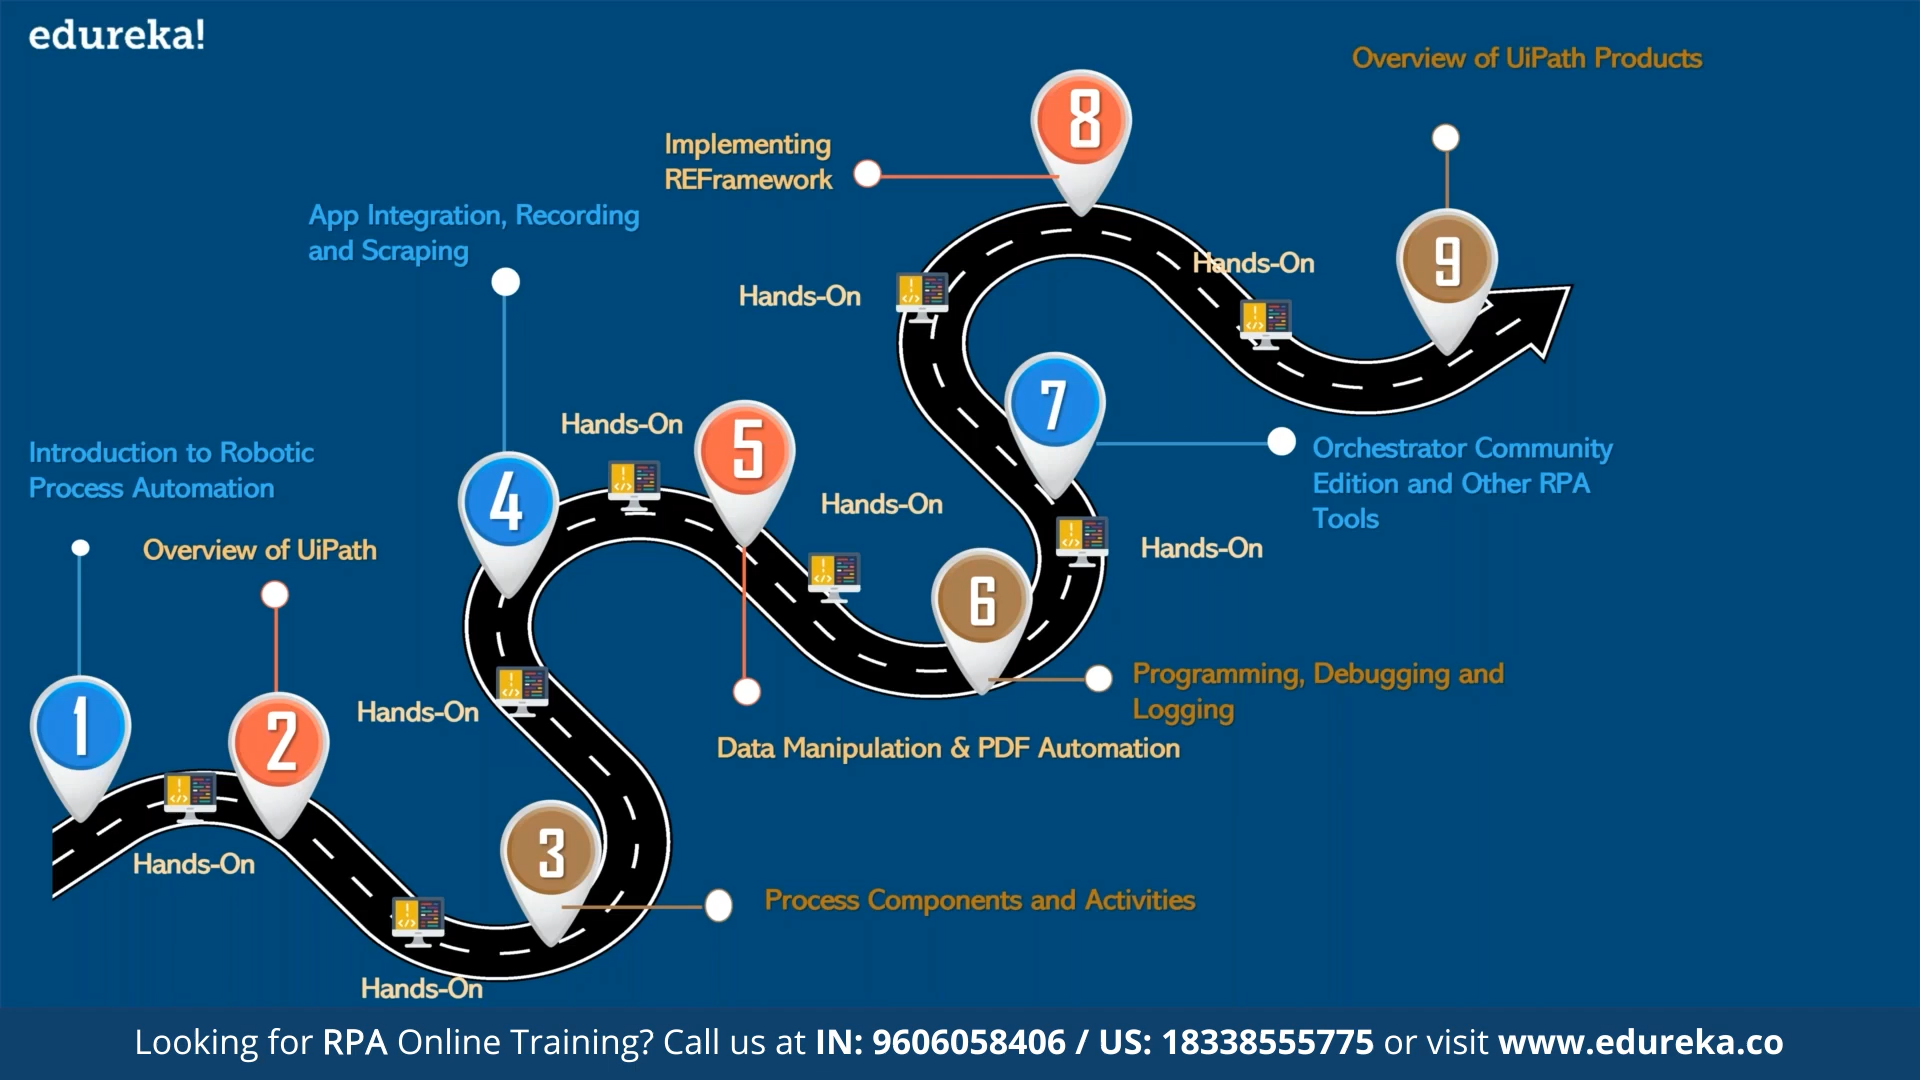 edureka!
Overview of UiPath Products
8
Implementing
REFramework
App Integration, Recording
and Scraping
9
Hands-On
Hands-On
7
Hands-On
5
Introduction to Robotic
Process Automation
Orchestrator Community
Edition and Other RPA
Tools
4
Hands-On
Overview of UiPath
Hands-On
6
Programming, Debugging and
Logging
1
2
Hands-On
Data Manipulation & PDF Automation
3
Hands-On
Process Components and Activities
Hands-On
Looking for RPA Online Training? Call us at IN: 9606058406 / US: 18338555775 or visit www.edureka.co